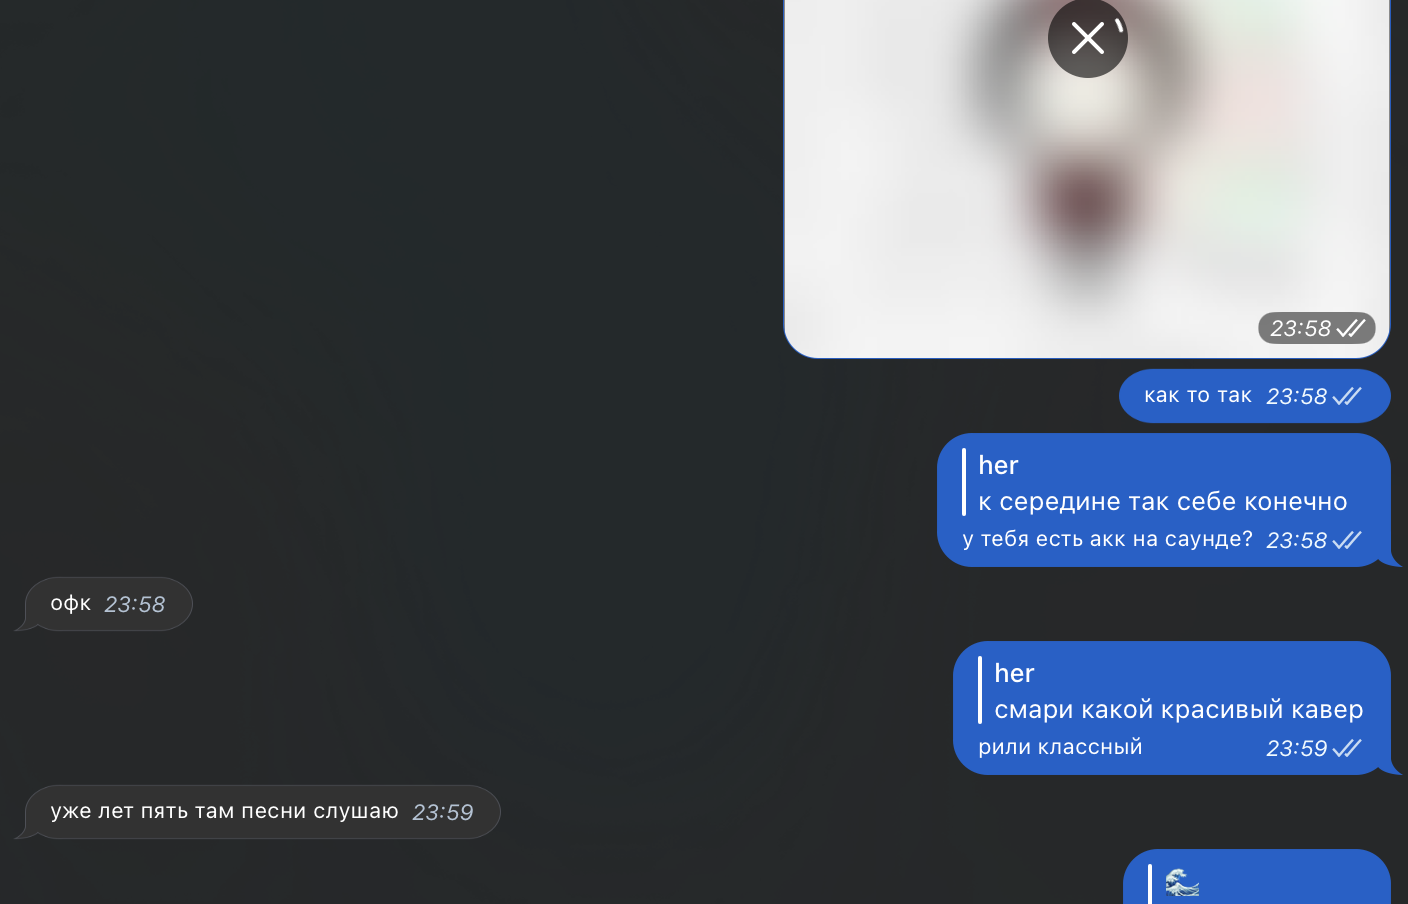 23:58
как то так 23:58
her
к середине так себе конечно
у тебя есть акк на саунде? 23:58
офк 23:58
her
смари какой красивый кавер
рили классный 23:59
уже лет пять там песни слушаю 23:59